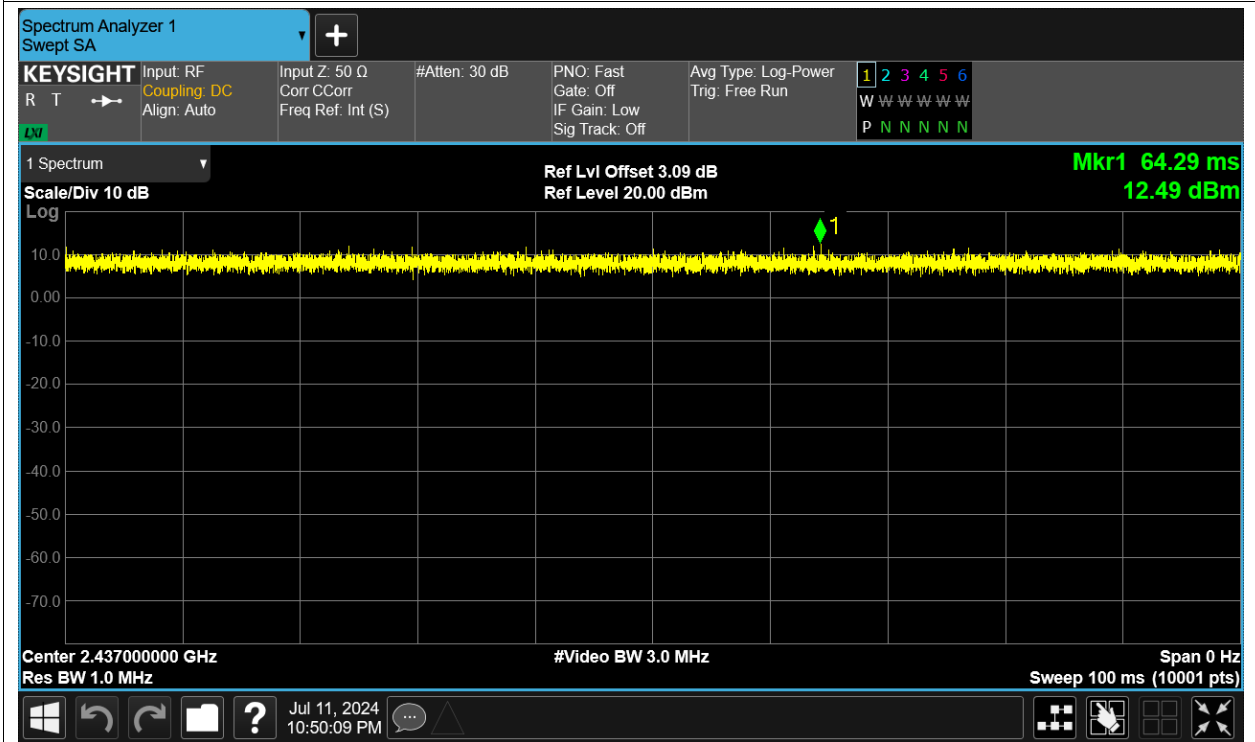 Spectrum Analyzer 1
Swept SA
+
KEYSIGHT Input: RF Input Z: 50 Ω #Atten: 30 dB PNO: Fast Avg Type: Log-Power 1 2 3 4 5 6
R T Coupling: DC Corr CCorr Gate: Off Trig: Free Run W W W W W W
Align: Auto Freq Ref: Int (S) IF Gain: Low
LXI Sig Track: Off P N N N N N
1 Spectrum Ref Lvl Offset 3.09 dB Mkr1 64.29 ms
Scale/Div 10 dB Ref Level 20.00 dBm 12.49 dBm
Log
1
10.0
0.00
-10.0
-20.0
-30.0
-40.0
-50.0
-60.0
-70.0
Center 2.437000000 GHz #Video BW 3.0 MHz Span 0 Hz
Res BW 1.0 MHz Sweep 100 ms (10001 pts)
? Jul 11, 2024
10:50:09 PM